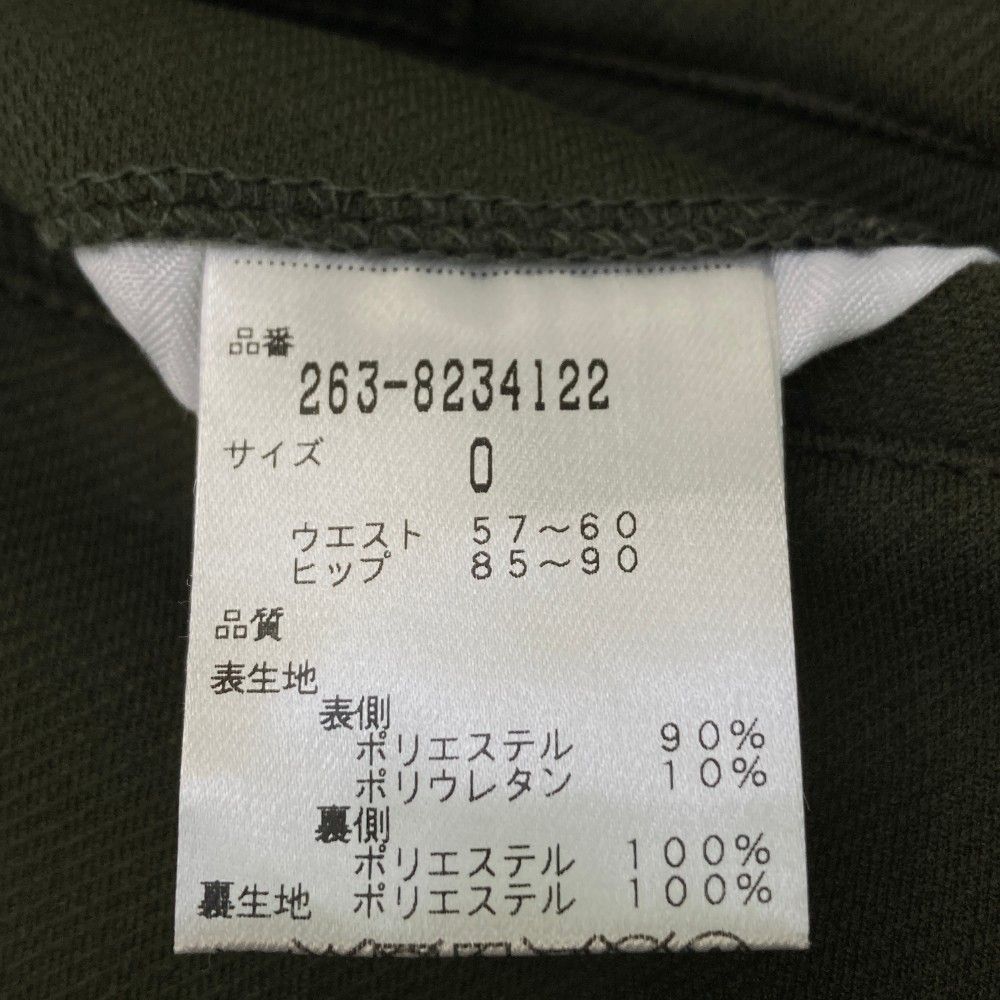 品番
263-8234122
サイズ 0
ウエスト 57~60
ヒップ 85~90
品質
表生地
表側
ポリエステル 90%
ポリウレタン 10%
裏側
ポリエステル 100%
裏生地 ポリエステル 100%